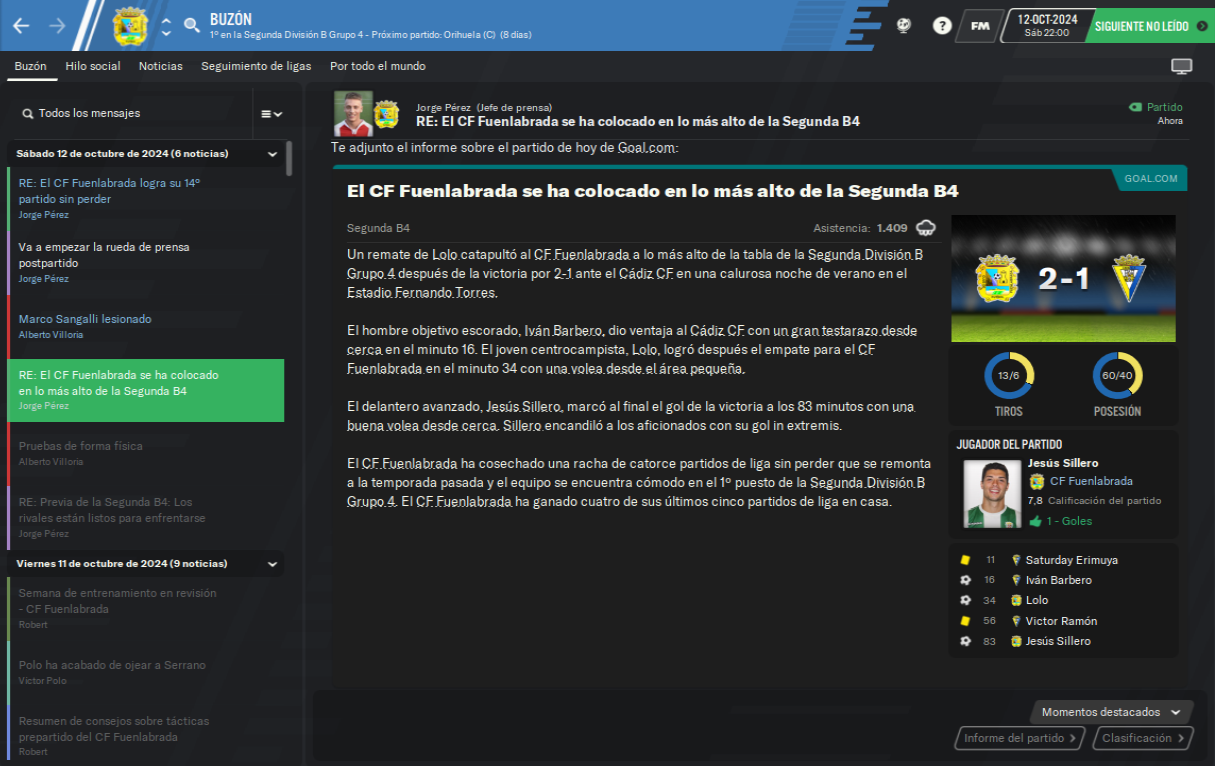 BUZÓN
1º en la Segunda División B Grupo 4 - Próximo partido: Orihuela (C) (8 días)
?
FM
12-OCT-2024
Sáb 22:00
SIGUIENTE NO LEÍDO
Buzón
Hilo social
Noticias
Seguimiento de ligas
Por todo el mundo
Todos los mensajes
Sábado 12 de octubre de 2024 (6 noticias)
RE: El CF Fuenlabrada logra su 14º
partido sin perder
Jorge Pérez
Va a empezar la rueda de prensa
postpartido
Jorge Pérez
Marco Sangalli lesionado
Alberto Villoria
RE: El CF Fuenlabrada se ha colocado
en lo más alto de la Segunda B4
Jorge Pérez
Pruebas de forma física
Alberto Villoria
RE: Previa de la Segunda B4: Los
rivales están listos para enfrentarse
Jorge Pérez
Viernes 11 de octubre de 2024 (9 noticias)
Semana de entrenamiento en revisión
- CF Fuenlabrada
Robert
Polo ha acabado de ojear a Serrano
Víctor Polo
Resumen de consejos sobre tácticas
prepartido del CF Fuenlabrada
Robert
Jorge Pérez (Jefe de prensa)
RE: El CF Fuenlabrada se ha colocado en lo más alto de la Segunda B4
Partido
Ahora
Te adjunto el informe sobre el partido de hoy de Goal.com:
El CF Fuenlabrada se ha colocado en lo más alto de la Segunda B4
GOAL.COM
Segunda B4
Asistencia: 1.409
Un remate de Lolo catapultó al CF Fuenlabrada a lo más alto de la tabla de la Segunda División B
Grupo 4 después de la victoria por 2-1 ante el Cádiz CF en una calurosa noche de verano en el
Estadio Fernando Torres.
El hombre objetivo escorado, Iván Barbero, dio ventaja al Cádiz CF con un gran testarazo desde
cerca en el minuto 16. El joven centrocampista, Lolo, logró después el empate para el CF
Fuenlabrada en el minuto 34 con una volea desde el área pequeña.
El delantero avanzado, Jesús Sillero, marcó al final el gol de la victoria a los 83 minutos con una
buena volea desde cerca. Sillero encandiló a los aficionados con su gol in extremis.
El CF Fuenlabrada ha cosechado una racha de catorce partidos de liga sin perder que se remonta
a la temporada pasada y el equipo se encuentra cómodo en el 1º puesto de la Segunda División B
Grupo 4. El CF Fuenlabrada ha ganado cuatro de sus últimos cinco partidos de liga en casa.
2-1
13/6
60/40
TIROS
POSESIÓN
JUGADOR DEL PARTIDO
Jesús Sillero
CF Fuenlabrada
7,8 Calificación del partido
1 - Goles
11 Saturday Erimuya
16 Iván Barbero
34 Lolo
56 Víctor Ramón
83 Jesús Sillero
Momentos destacados
Informe del partido
Clasificación